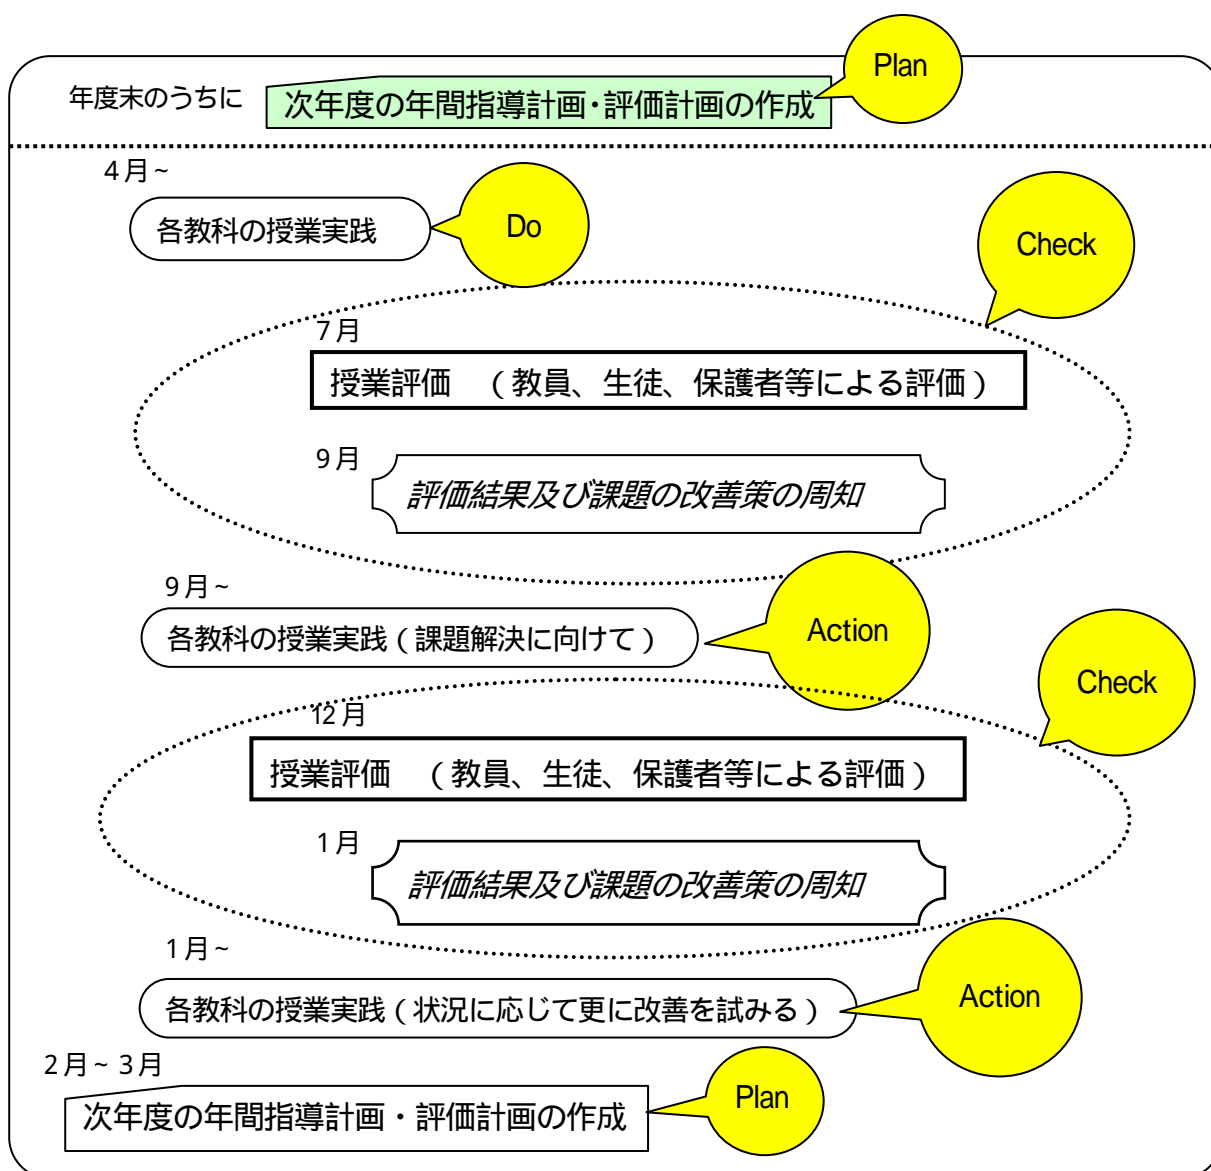 Plan
年度末のうちに
次年度の年間指導計画・評価計画の作成
4月~
各教科の授業実践
Do
Check
7月
授業評価　(教員、生徒、保護者等による評価)
9月
評価結果及び課題の改善策の周知
9月~
各教科の授業実践(課題解決に向けて)
Action
Check
12月
授業評価　(教員、生徒、保護者等による評価)
1月
評価結果及び課題の改善策の周知
1月~
各教科の授業実践(状況に応じて更に改善を試みる)
Action
2月~3月
次年度の年間指導計画・評価計画の作成
Plan